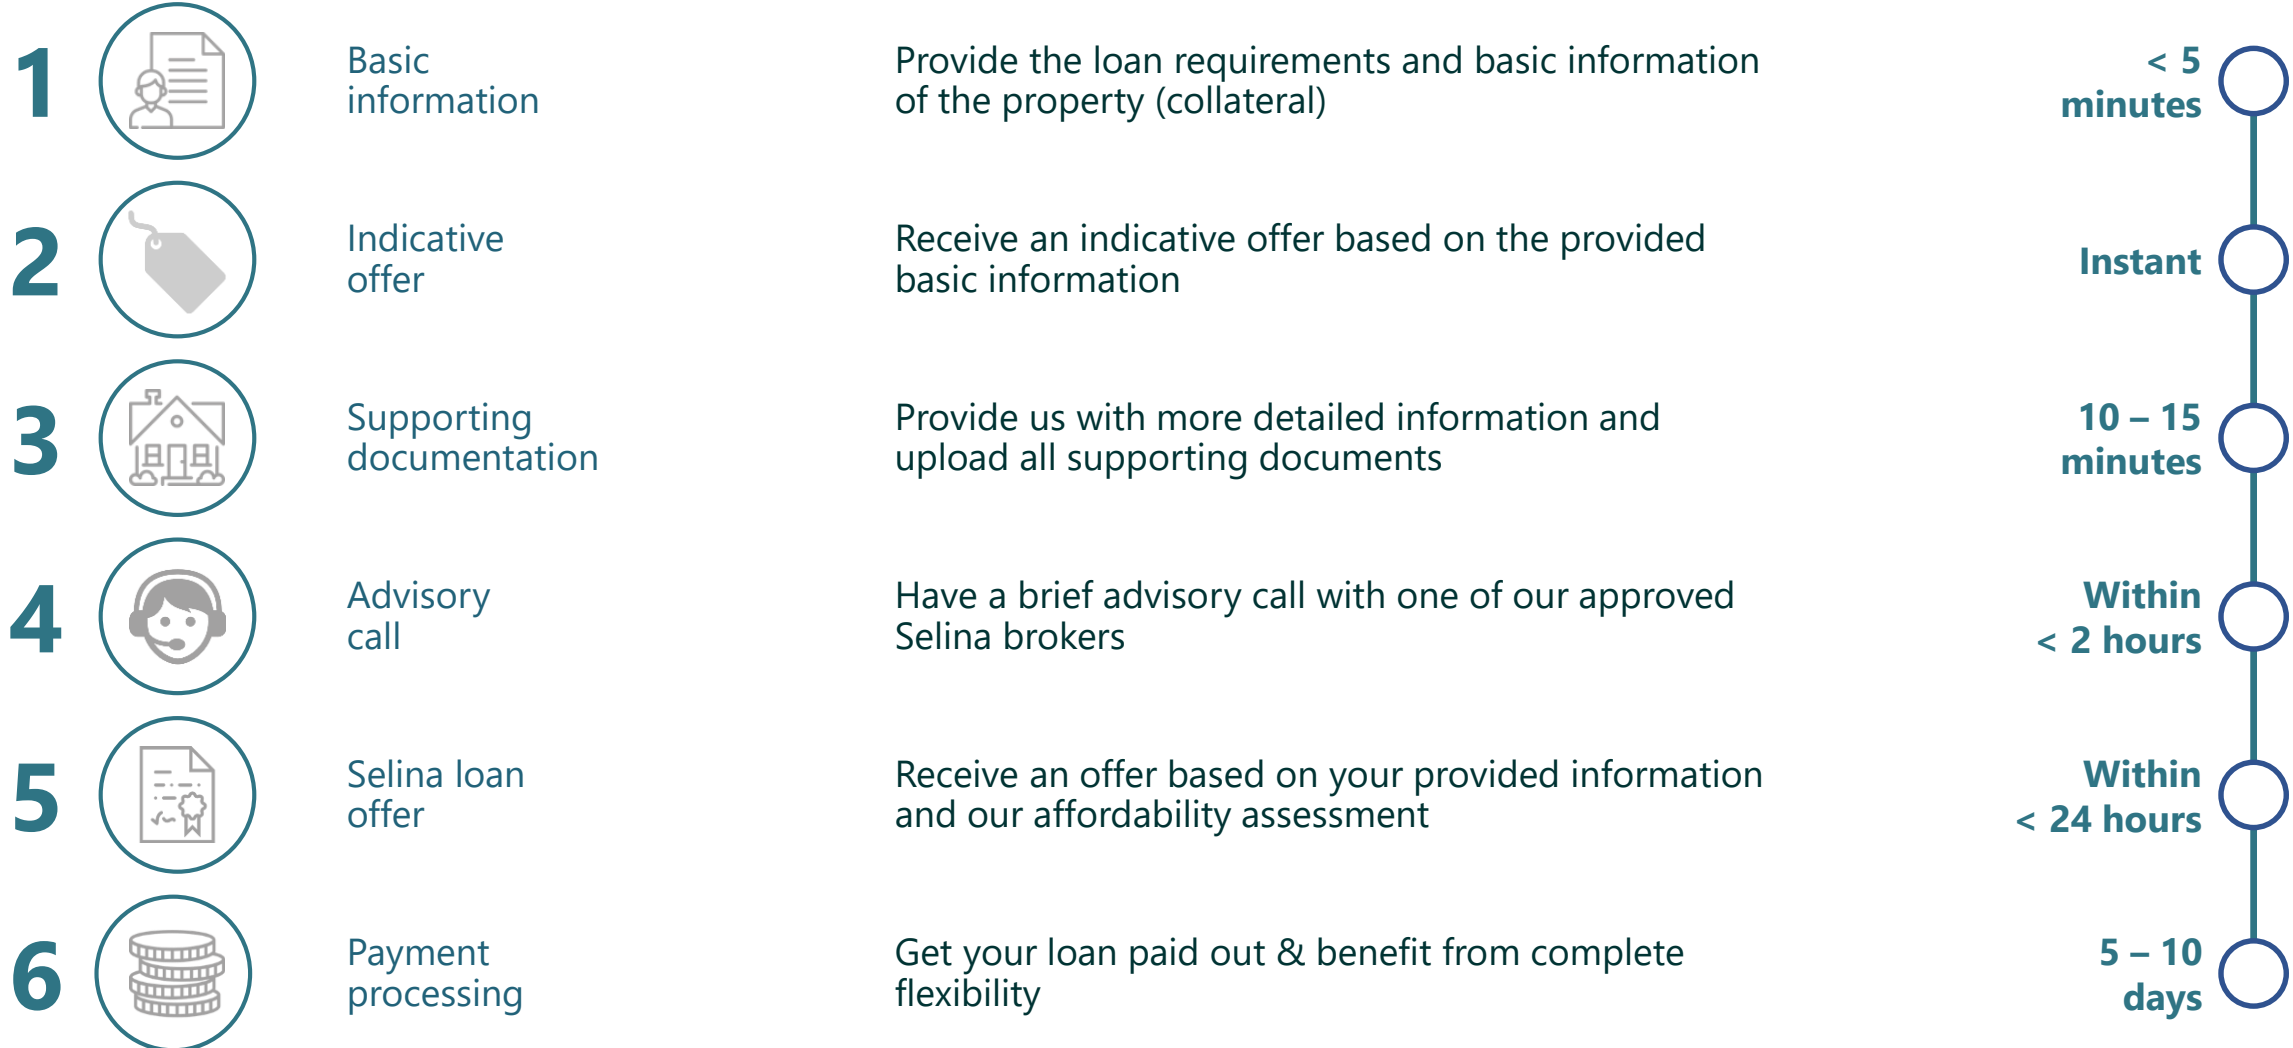 1
Basic
information
Provide the loan requirements and basic information
of the property (collateral)
< 5
minutes
2
Indicative
offer
Receive an indicative offer based on the provided
basic information
Instant
3
Supporting
documentation
Provide us with more detailed information and
upload all supporting documents
10 – 15
minutes
4
Advisory
call
Have a brief advisory call with one of our approved
Selina brokers
Within
< 2 hours
5
Selina loan
offer
Receive an offer based on your provided information
and our affordability assessment
Within
< 24 hours
6
Payment
processing
Get your loan paid out & benefit from complete
flexibility
5 – 10
days